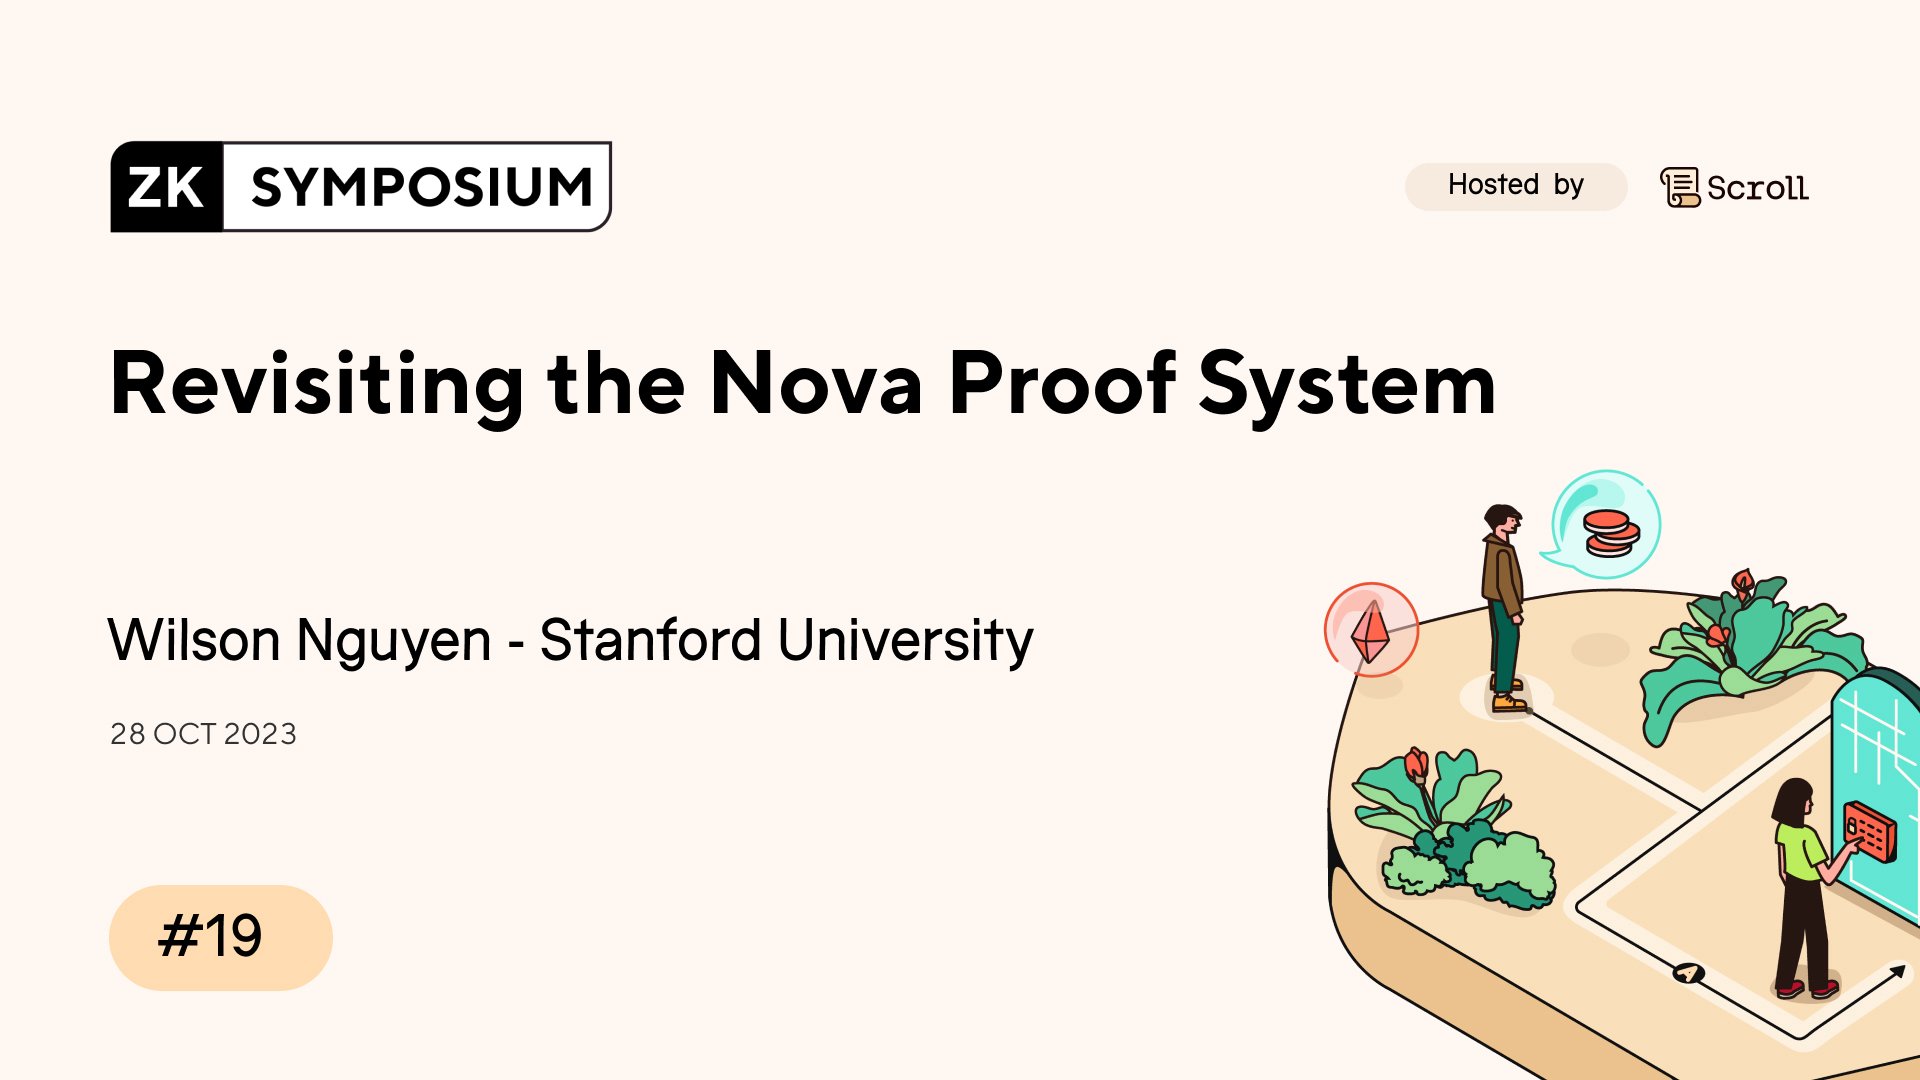 ZK SYMPOSIUM
Hosted by Scroll
Revisiting the Nova Proof System
Wilson Nguyen - Stanford University
28 OCT 2023
#19